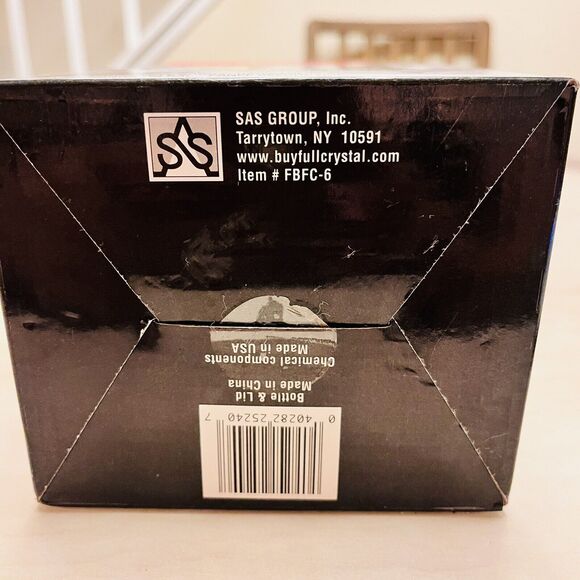 SAS
SAS GROUP, Inc.
Tarrytown, NY 10591
www.buyfullcrystal.com
Item # FBFC-6
Chemical components
Made in USA
Bottle & Lid
Made in China
0 40282 25240 7